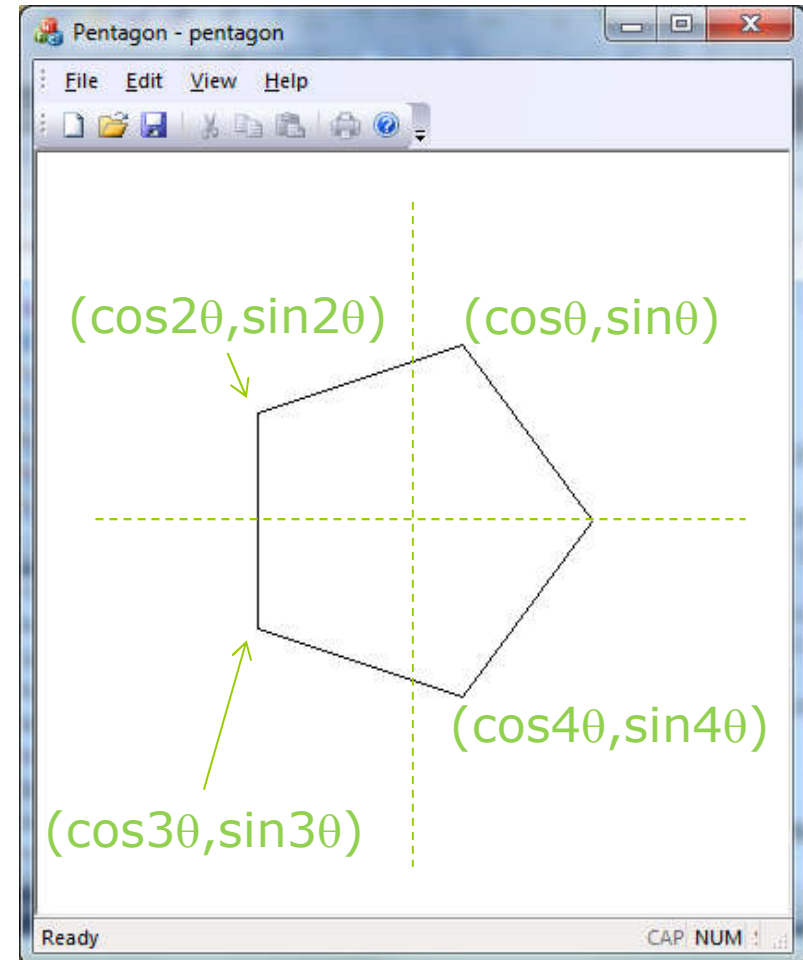 Pentagon - pentagon
File Edit View Help
(cos2θ,sin2θ) (cosθ,sinθ)
(cos4θ,sin4θ)
(cos3θ,sin3θ)
Ready CAP NUM